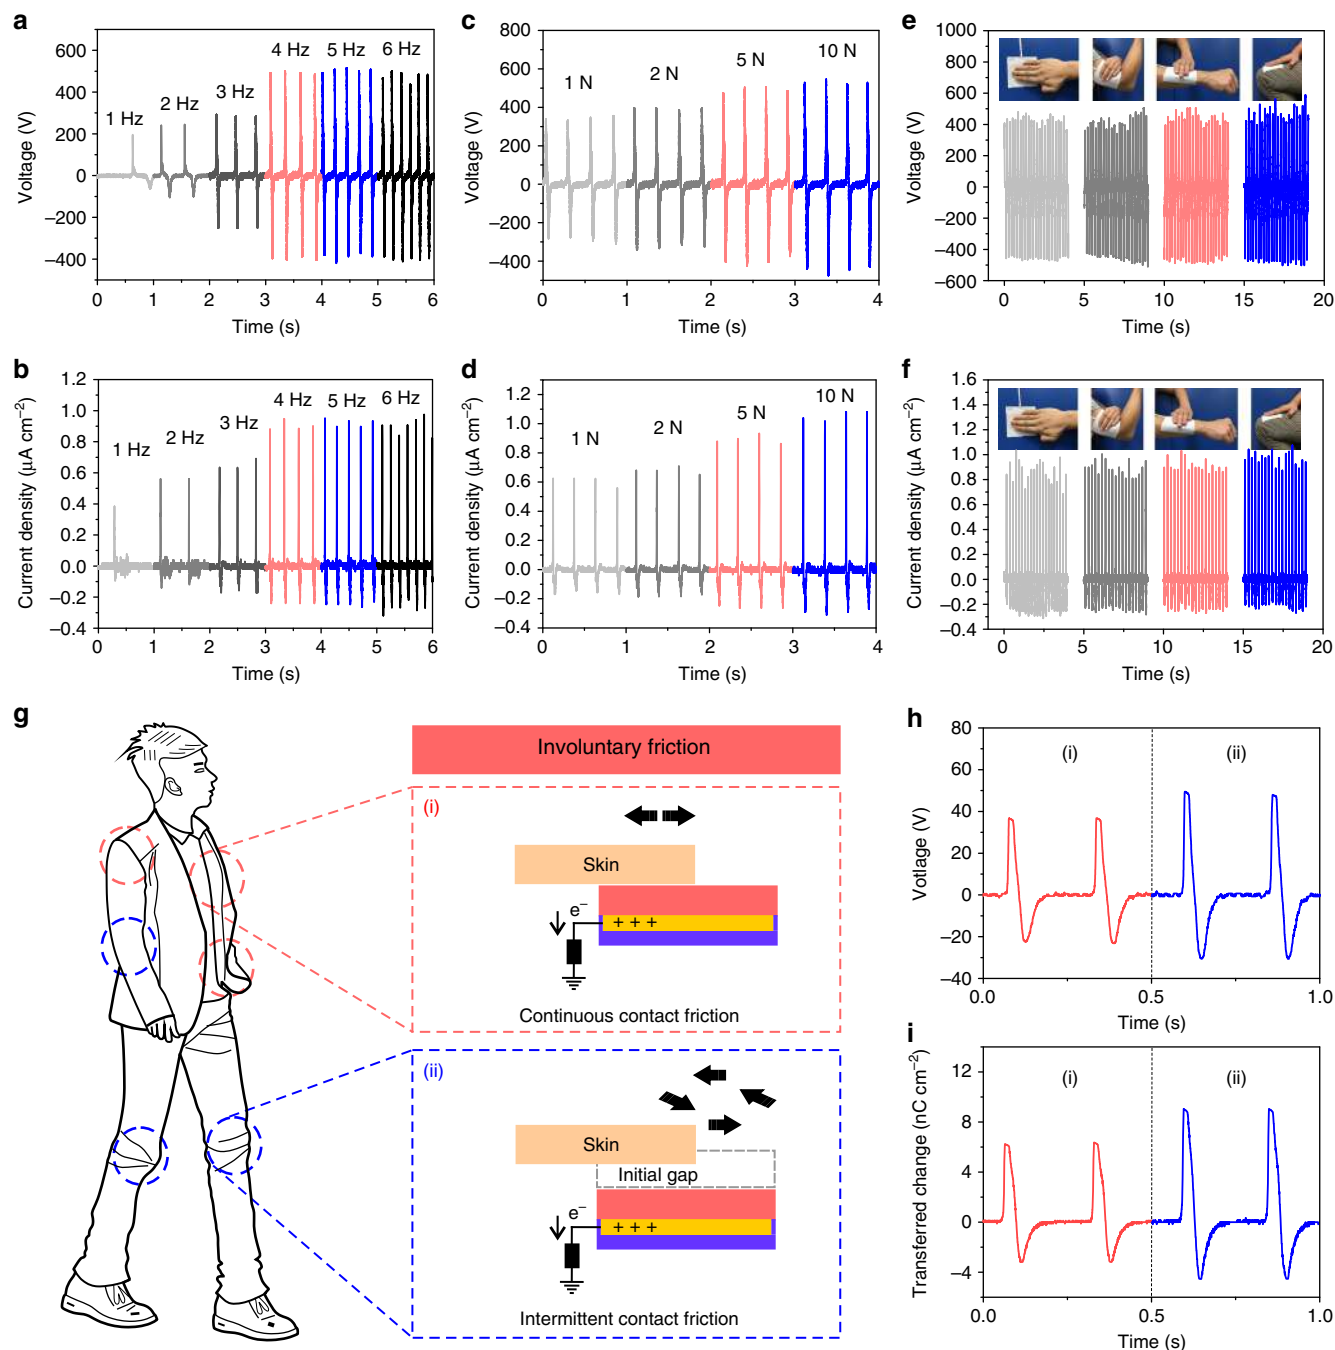 a
600
400
200
0
−200
−400
Voltage (V)
1 Hz
2 Hz
3 Hz
4 Hz
5 Hz
6 Hz
0 1 2 3 4 5 6
Time (s)
c
800
600
400
200
0
−200
−400
Voltage (V)
1 N
2 N
5 N
10 N
0 1 2 3 4
Time (s)
e
1000
800
600
400
200
0
−200
−400
−600
Voltage (V)
0 5 10 15 20
Time (s)
b
1.2
1.0
0.8
0.6
0.4
0.2
0.0
−0.2
−0.4
Current density (μA cm⁻²)
1 Hz
2 Hz
3 Hz
4 Hz
5 Hz
6 Hz
0 1 2 3 4 5 6
Time (s)
d
1.2
1.0
0.8
0.6
0.4
0.2
0.0
−0.2
−0.4
Current density (μA cm⁻²)
1 N
2 N
5 N
10 N
0 1 2 3 4
Time (s)
f
1.6
1.4
1.2
1.0
0.8
0.6
0.4
0.2
0.0
−0.2
−0.4
Current density (μA cm⁻²)
0 5 10 15 20
Time (s)
g
Involuntary friction
(i)
Skin
e⁻
+ + +
Continuous contact friction
(ii)
Skin
Initial gap
e⁻
+ + +
Intermittent contact friction
h
80
60
40
20
0
−20
−40
Votlage (V)
(i)
(ii)
0.0 0.5 1.0
Time (s)
i
12
8
4
0
−4
Transferred change (nC cm⁻²)
(i)
(ii)
0.0 0.5 1.0
Time (s)